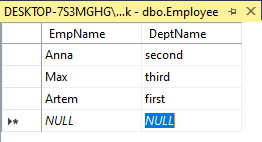 DESKTOP-7S3MGHG\...k - dbo.Employee
EmpName DeptName
Anna second
Max third
Artem first
NULL NULL